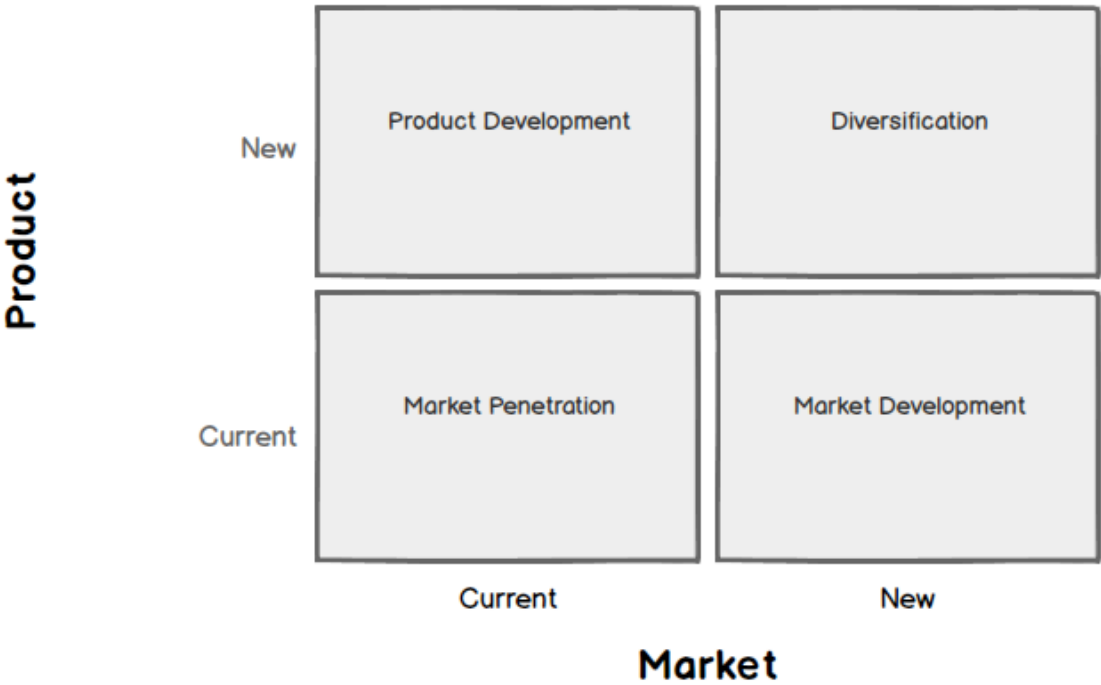 Product Development
Diversification
New
Product
Market Penetration
Market Development
Current
Current
New
Market